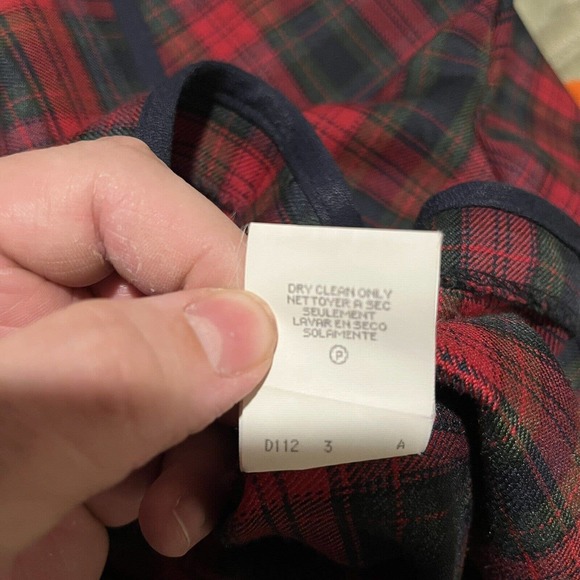 DRY CLEAN ONLY
NETTOYER A SEC
SEULEMENT
LAVAR EN SECO
SOLAMENTE
P
D112 3 A